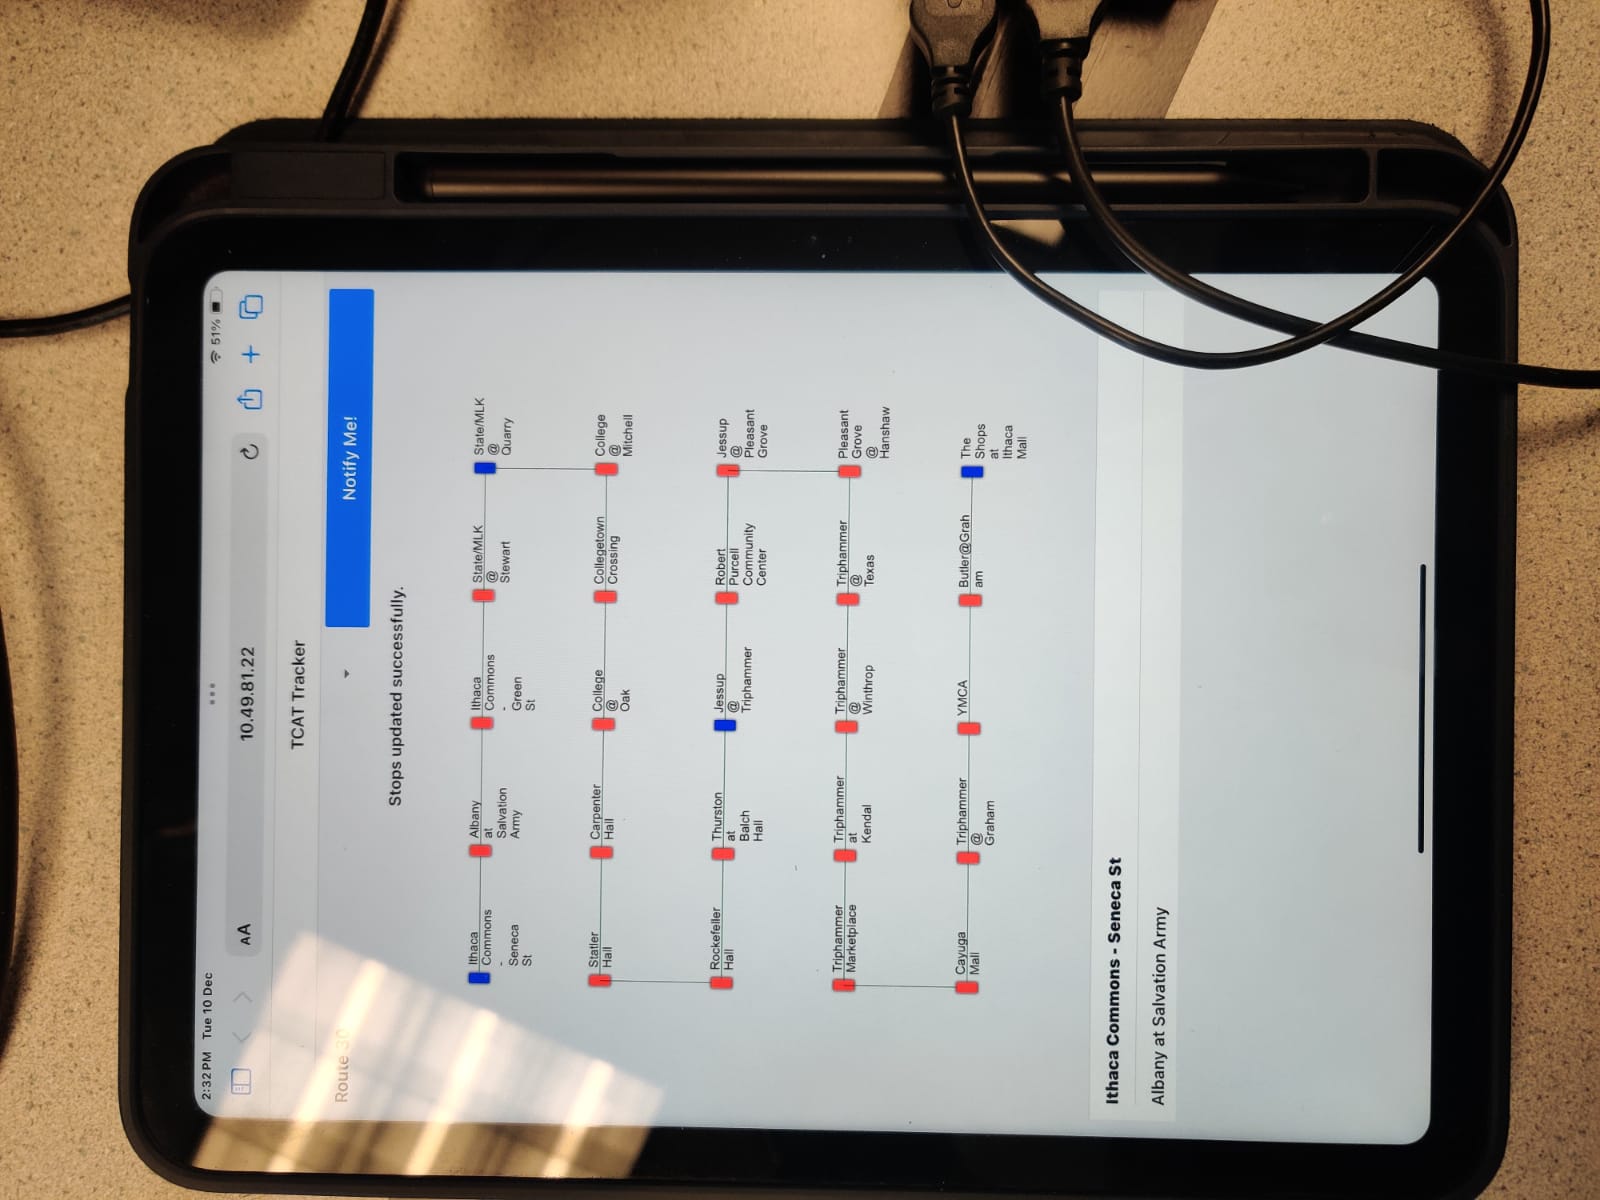 2:32 PM Tue 10 Dec
51%
AA
10.49.81.22
TCAT Tracker
Route 30
Notify Me!
Stops updated successfully.
Ithaca
Commons
-
Seneca
St
Albany
at
Salvation
Army
Ithaca
Commons
-
Green
St
State/MLK
@
Stewart
State/MLK
@
Quarry
Statler
Hall
Carpenter
Hall
College
@
Oak
Collegetown
Crossing
College
@
Mitchell
Rockefeller
Hall
Thurston
at
Balch
Hall
Jessup
@
Triphammer
Robert
Purcell
Community
Center
Jessup
@
Pleasant
Grove
Triphammer
Marketplace
Triphammer
at
Kendal
Triphammer
@
Winthrop
Triphammer
@
Texas
Pleasant
Grove
@
Hanshaw
Cayuga
Mall
Triphammer
@
Graham
YMCA
Butler@Grah
am
The
Shops
at
Ithaca
Mall
Ithaca Commons - Seneca St
Albany at Salvation Army